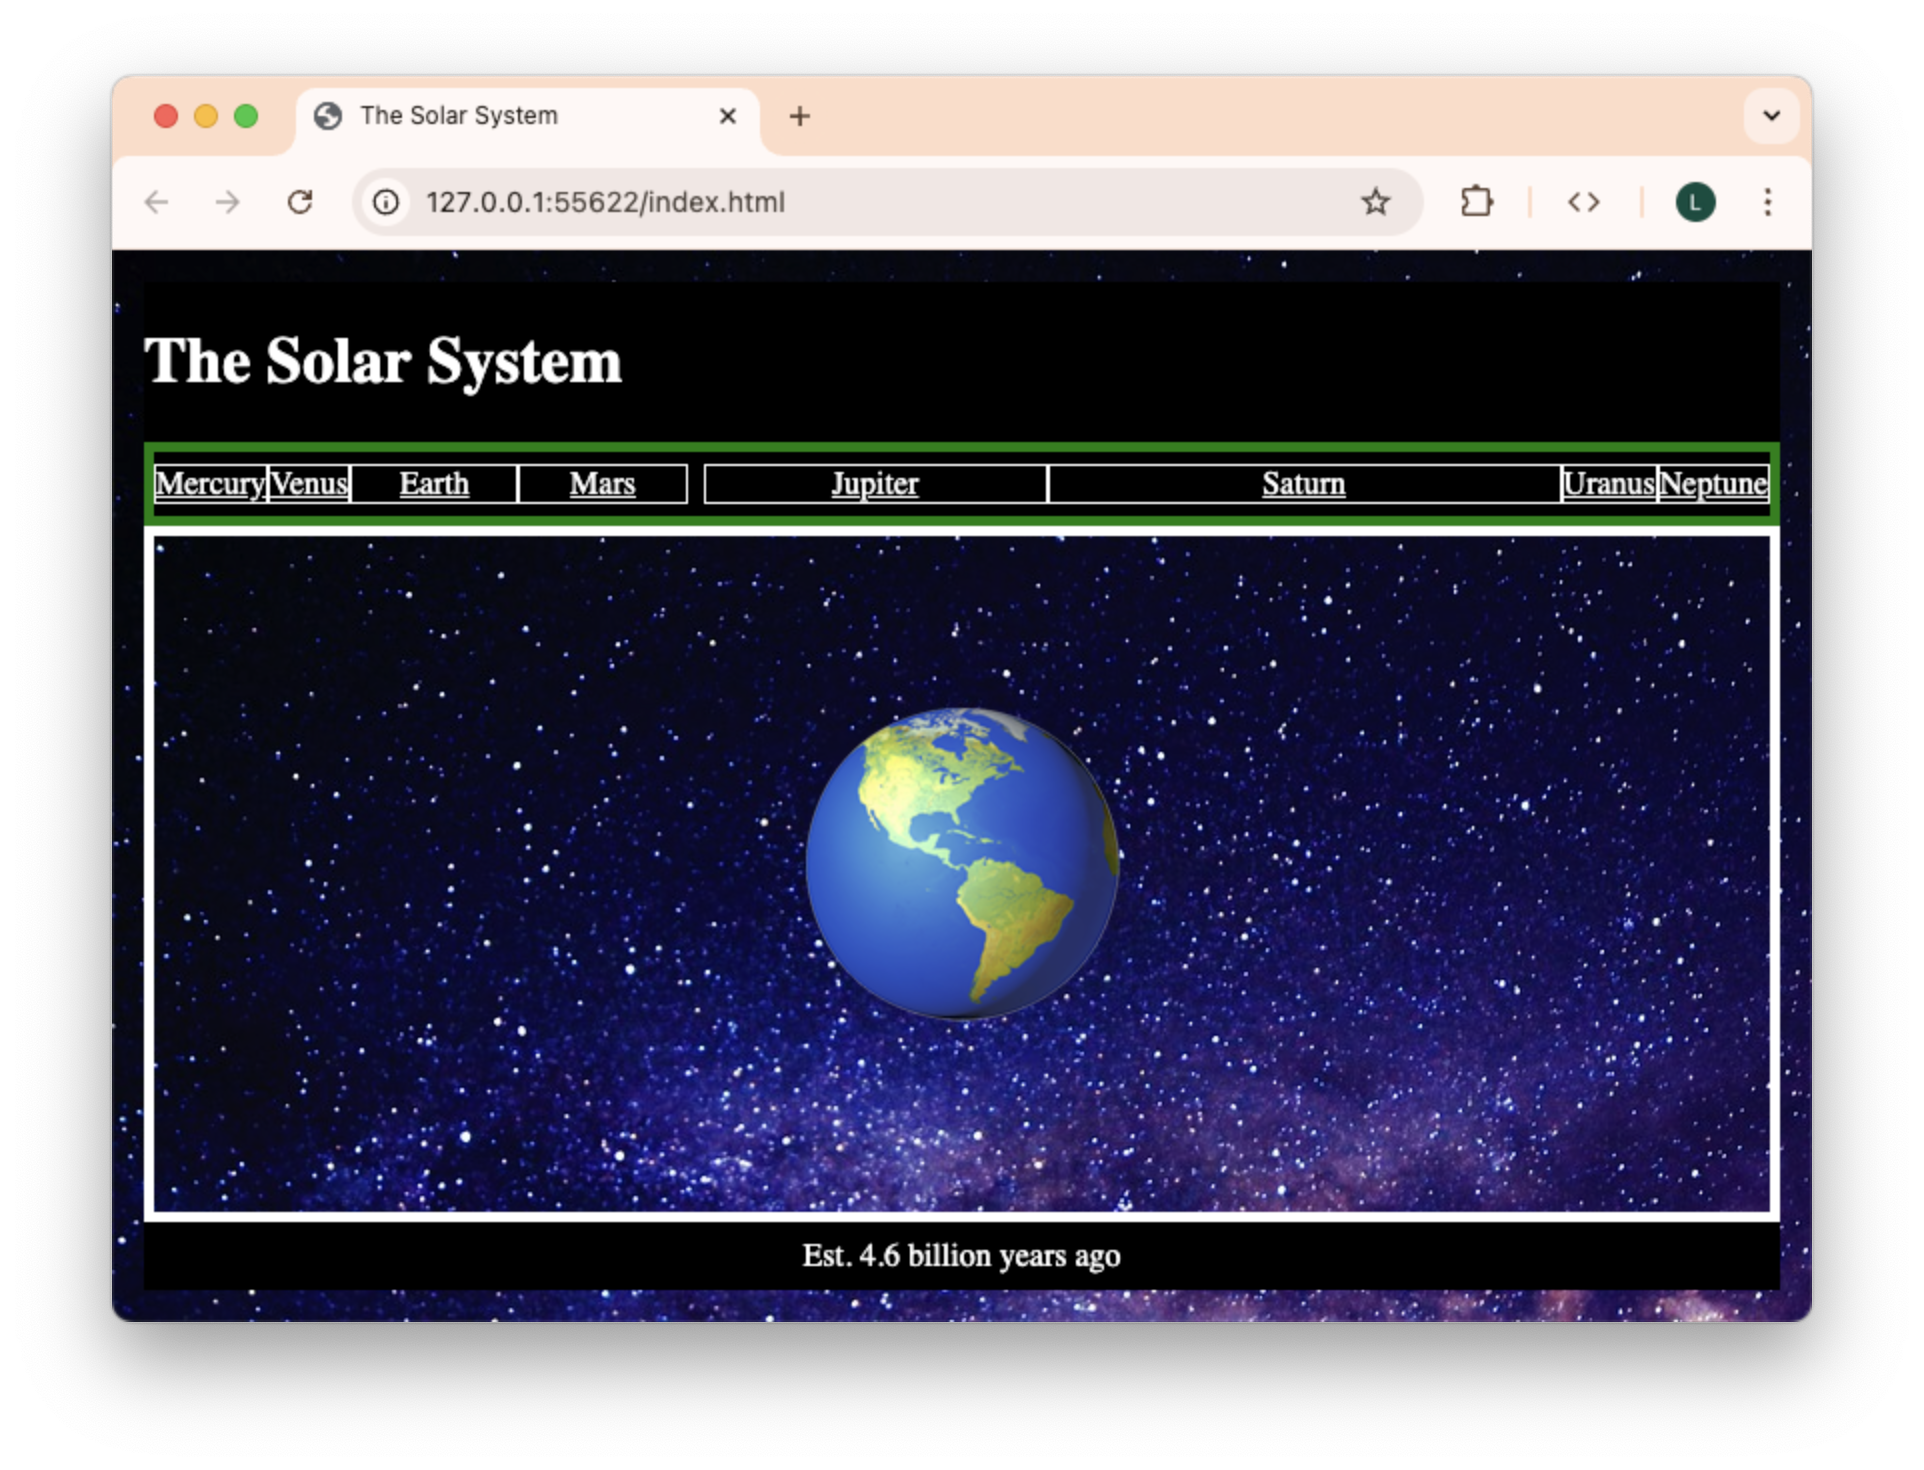 The Solar System
127.0.0.1:55622/index.html
L
The Solar System
Mercury Venus Earth Mars Jupiter Saturn Uranus Neptune
Est. 4.6 billion years ago